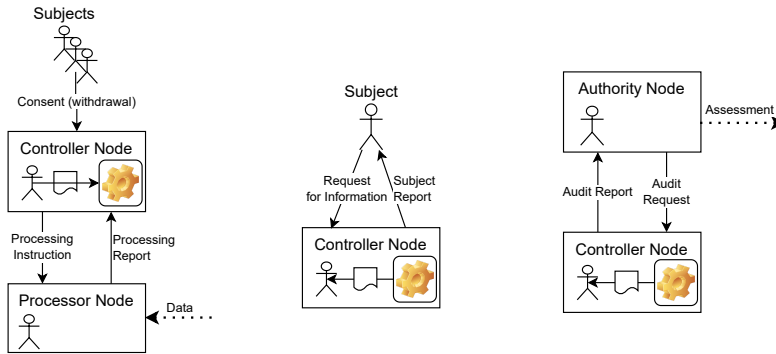 Subjects
Consent (withdrawal)
Controller Node
Processing
Instruction
Processing
Report
Processor Node
Data
Subject
Request
for Information
Subject
Report
Controller Node
Authority Node
Assessment
Audit Report
Audit
Request
Controller Node